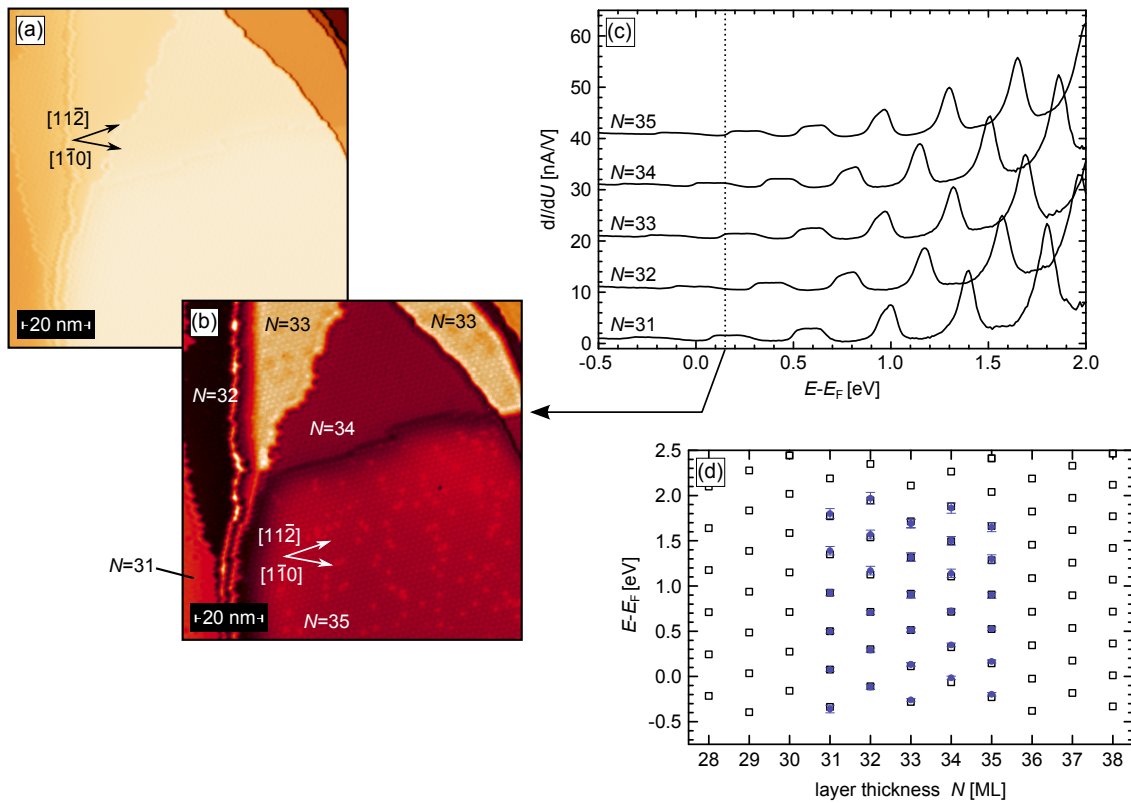 (a)
[11̄2̄]
[11̄0]
20 nm
(b)
N=33
N=33
N=32
N=34
[112̄]
[11̄0]
N=31
20 nm
N=35
(c)
60
50
40
30
20
10
0
dI/dU [nA/V]
N=35
N=34
N=33
N=32
N=31
-0.5 0.0 0.5 1.0 1.5 2.0
E-EF [eV]
(d)
2.5
2.0
1.5
1.0
0.5
0.0
-0.5
E-EF [eV]
28 29 30 31 32 33 34 35 36 37 38
layer thickness N [ML]